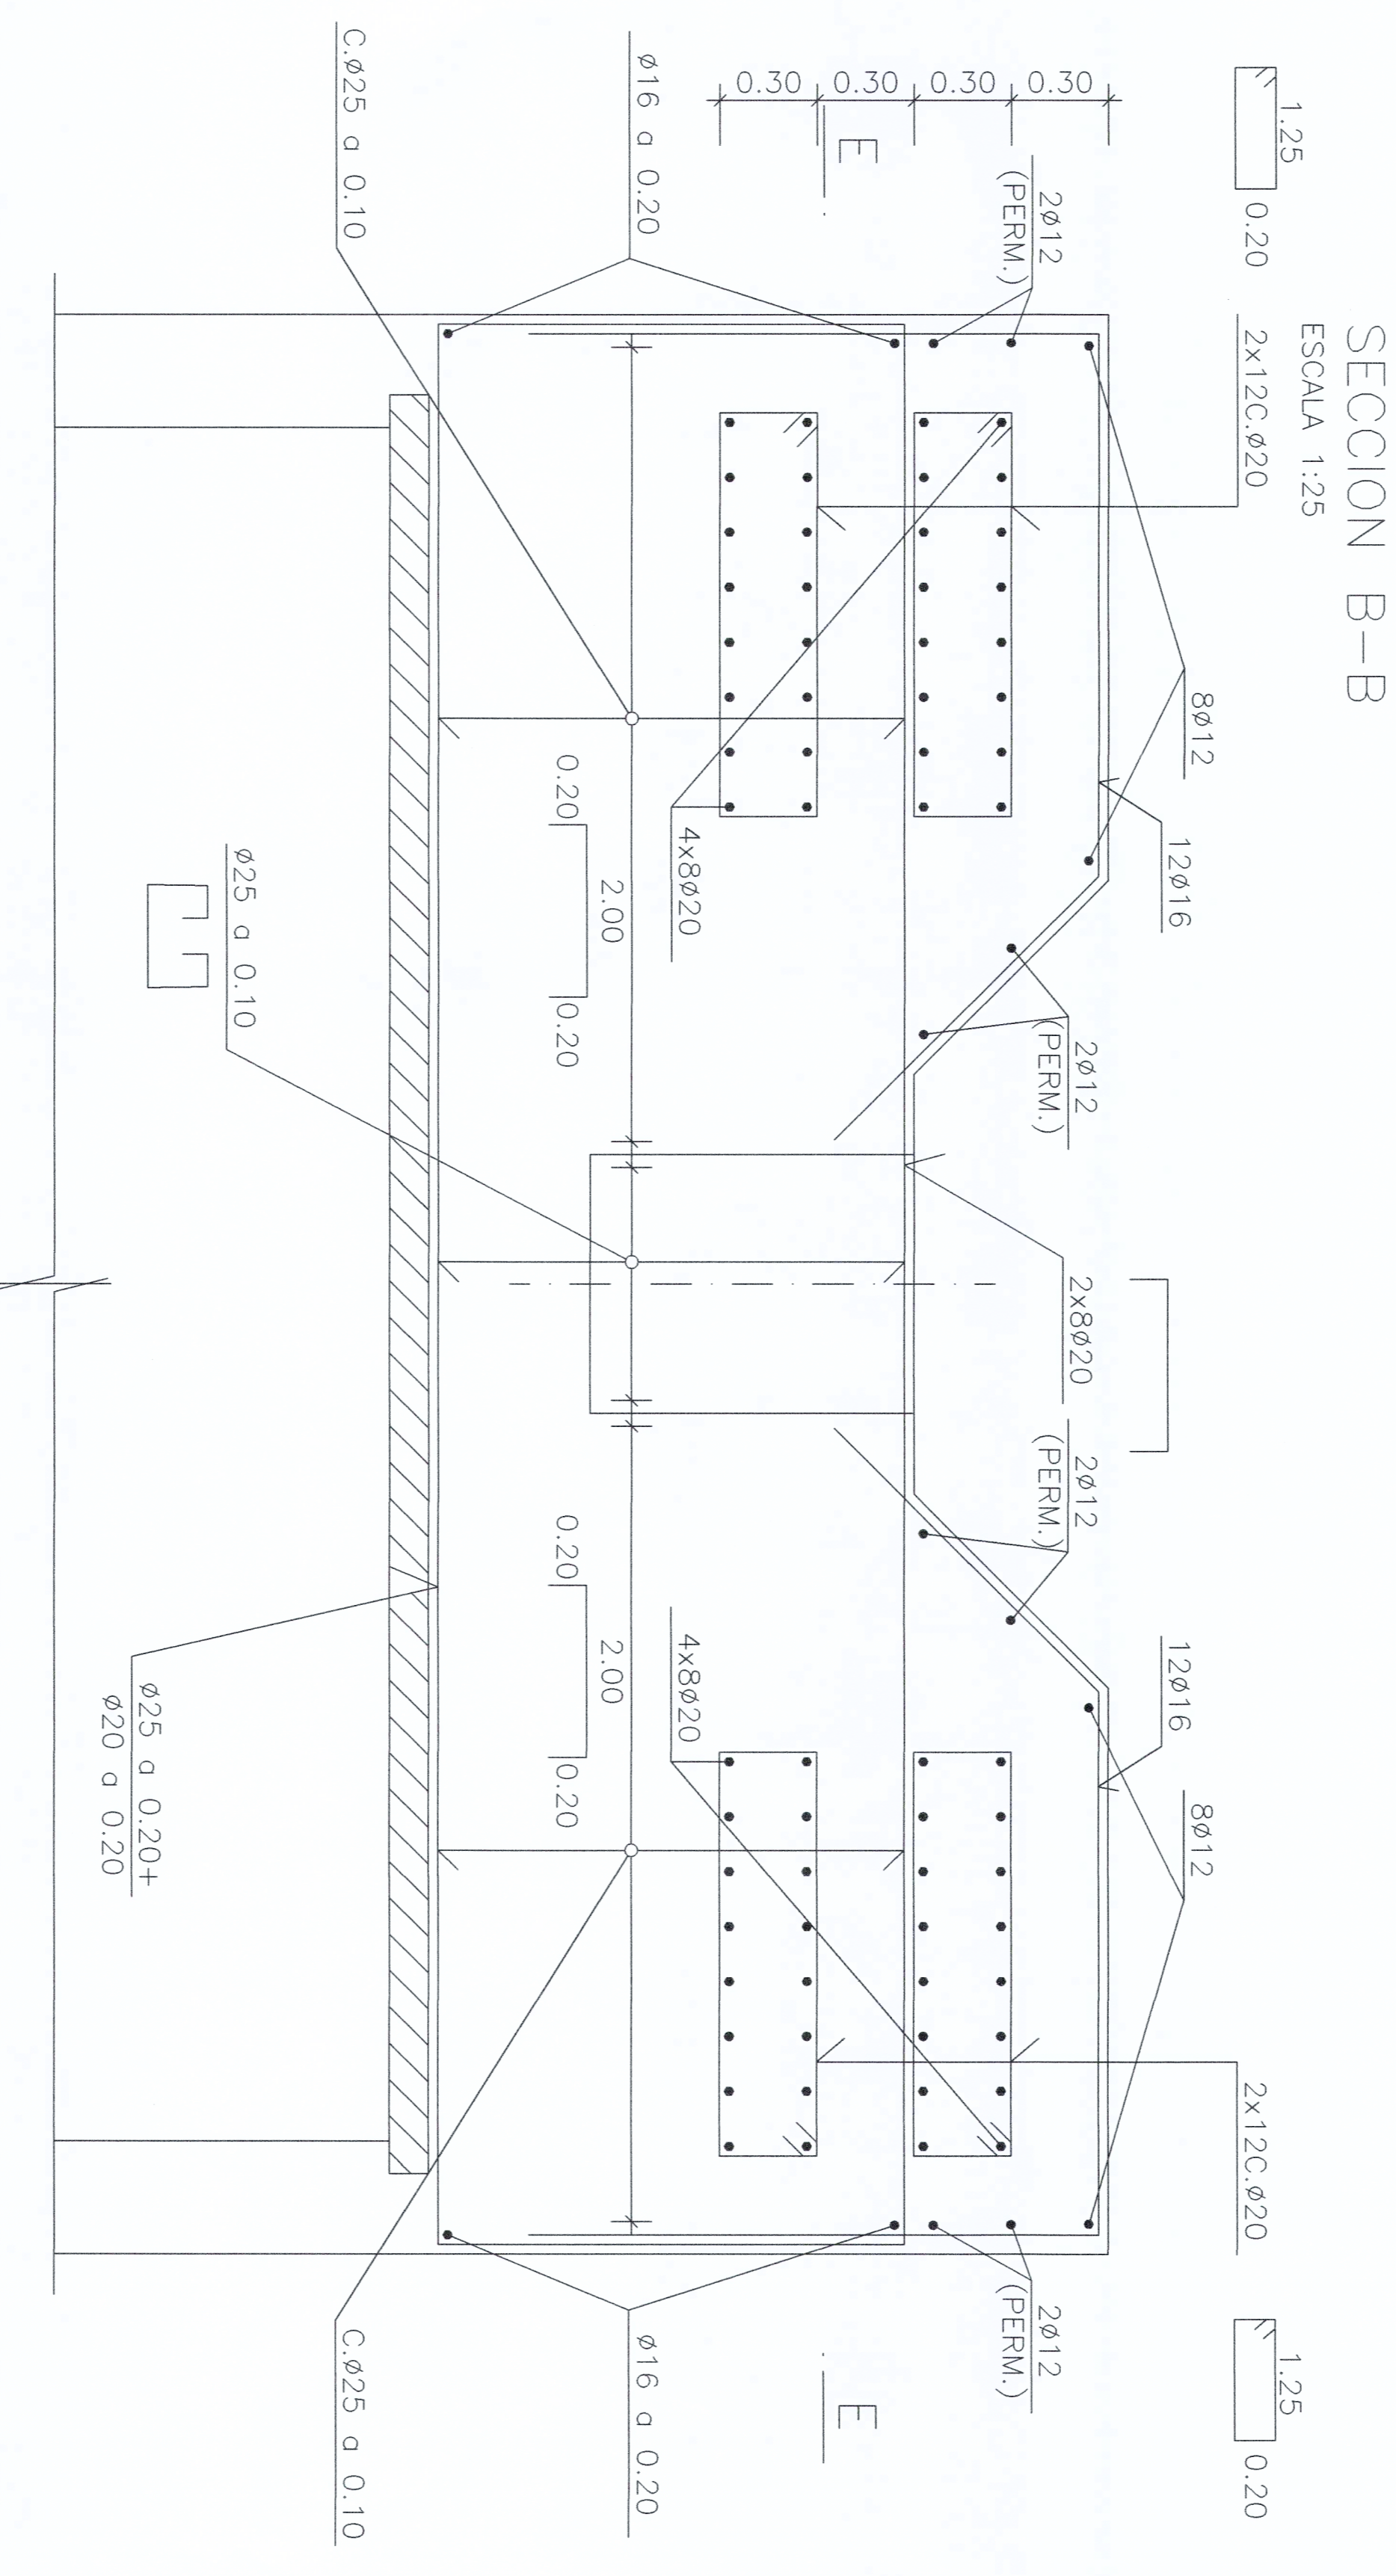 SECCION B-B
ESCALA 1:25
1.25
0.20
2x12C.ø20
8ø12
12ø16
2ø12
(PERM.)
2ø12
(PERM.)
2x8ø20
2ø12
(PERM.)
12ø16
8ø12
2x12C.ø20
1.25
0.20
2ø12
(PERM.)
0.30
0.30
0.30
0.30
E
E
ø16 a 0.20
4x8ø20
4x8ø20
ø16 a 0.20
0.20
2.00
0.20
0.20
2.00
0.20
C.ø25 a 0.10
ø25 a 0.10
ø25 a 0.20+
ø20 a 0.20
C.ø25 a 0.10